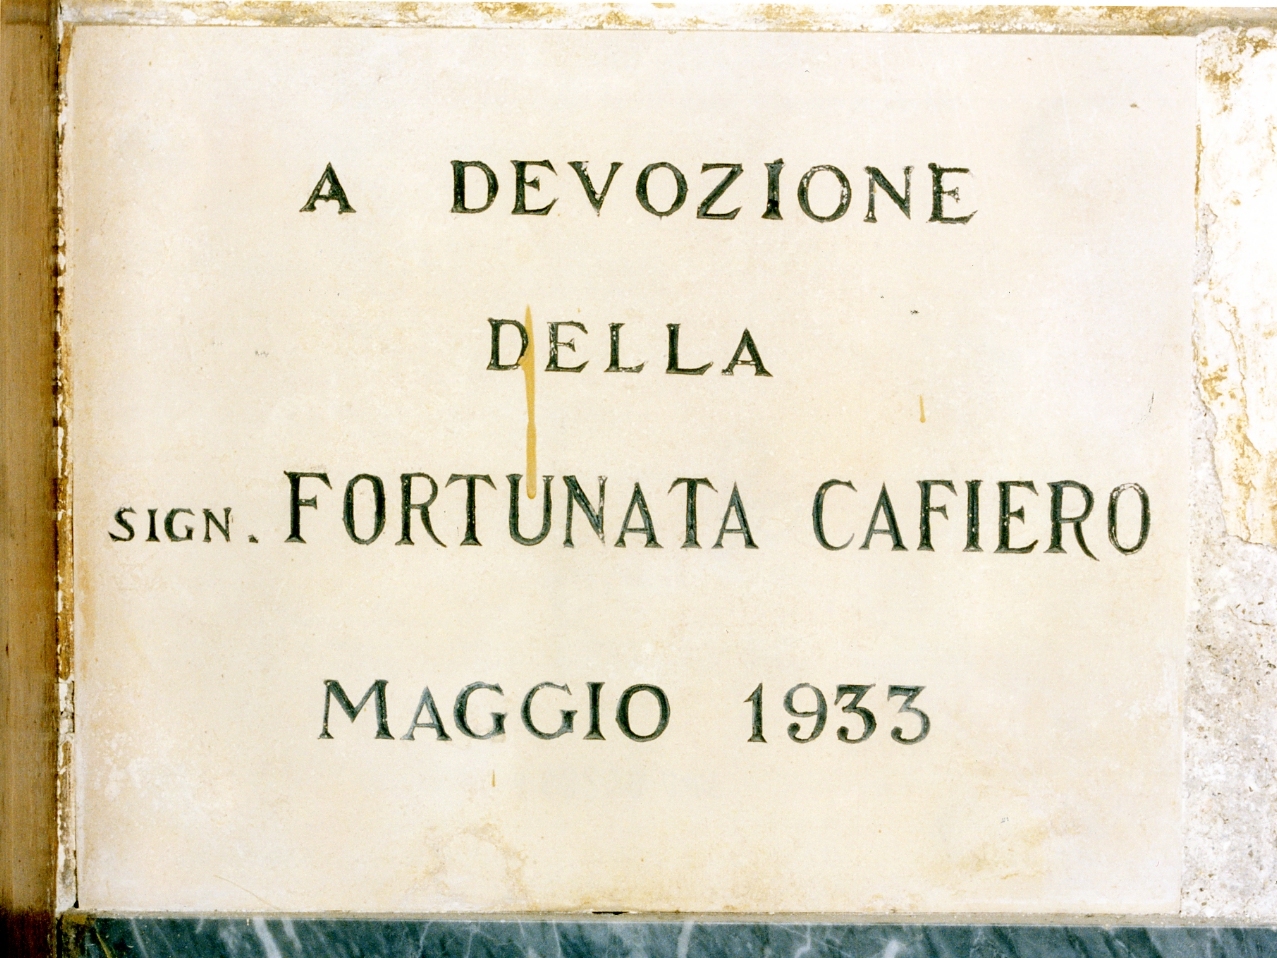 A DEVOZIONE
DELLA
SIGN. FORTUNATA CAFIERO
MAGGIO 1933